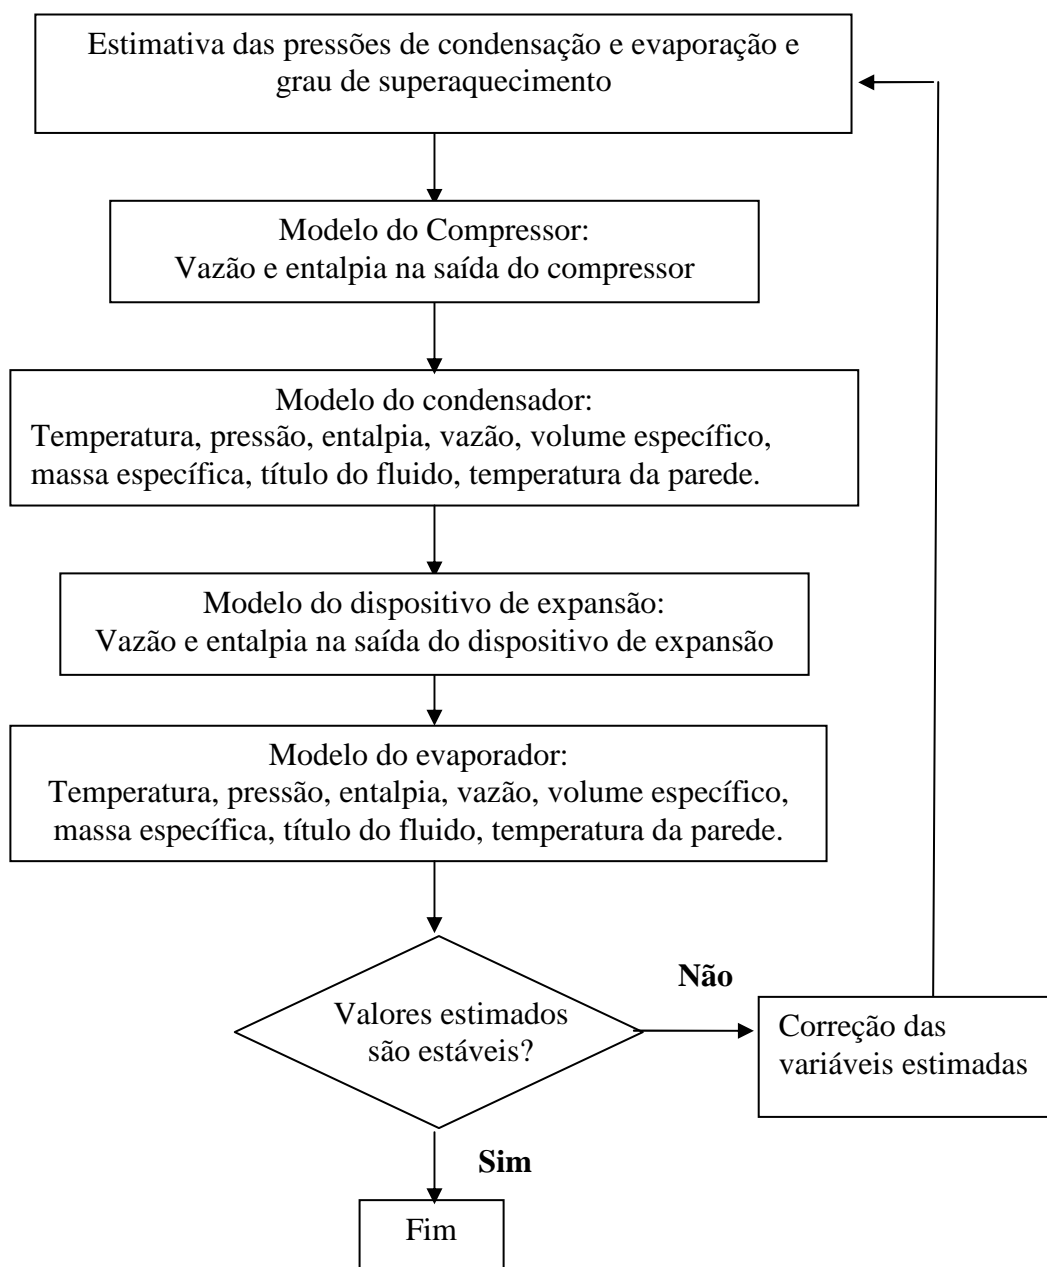 Estimativa das pressões de condensação e evaporação e
grau de superaquecimento
Modelo do Compressor:
Vazão e entalpia na saída do compressor
Modelo do condensador:
Temperatura, pressão, entalpia, vazão, volume específico,
massa específica, título do fluido, temperatura da parede.
Modelo do dispositivo de expansão:
Vazão e entalpia na saída do dispositivo de expansão
Modelo do evaporador:
Temperatura, pressão, entalpia, vazão, volume específico,
massa específica, título do fluido, temperatura da parede.
Valores estimados
são estáveis?
Não
Correção das
variáveis estimadas
Sim
Fim